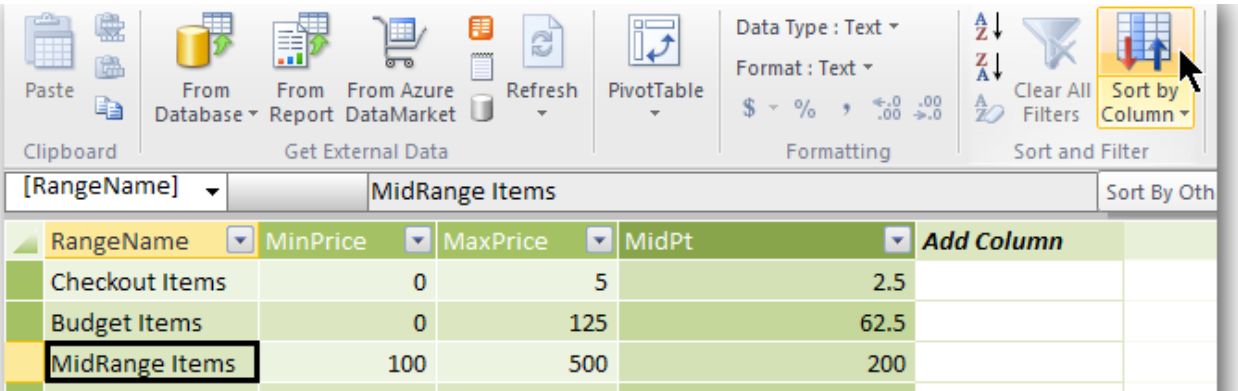 Paste
From Database
From Report
From Azure DataMarket
Refresh
PivotTable
Data Type : Text
Format : Text
$ % , .0 .00 .00 .0
A Z
Z A
A Z
Clear All Filters
Sort by Column
Clipboard
Get External Data
Formatting
Sort and Filter
[RangeName] MidRange Items
Sort By Oth
RangeName MinPrice MaxPrice MidPt Add Column
Checkout Items 0 5 2.5
Budget Items 0 125 62.5
MidRange Items 100 500 200